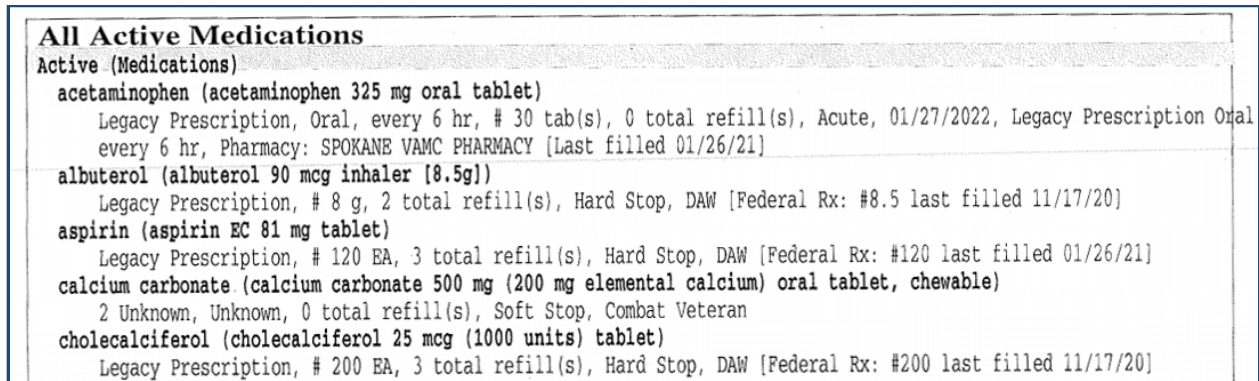 All Active Medications
Active (Medications)
acetaminophen (acetaminophen 325 mg oral tablet)
Legacy Prescription, Oral, every 6 hr, # 30 tab(s), 0 total refill(s), Acute, 01/27/2022, Legacy Prescription Oral
every 6 hr, Pharmacy: SPOKANE VAMC PHARMACY [Last filled 01/26/21]
albuterol (albuterol 90 mcg inhaler [8.5g])
Legacy Prescription, # 8 g, 2 total refill(s), Hard Stop, DAW [Federal Rx: #8.5 last filled 11/17/20]
aspirin (aspirin EC 81 mg tablet)
Legacy Prescription, # 120 EA, 3 total refill(s), Hard Stop, DAW [Federal Rx: #120 last filled 01/26/21]
calcium carbonate (calcium carbonate 500 mg (200 mg elemental calcium) oral tablet, chewable)
2 Unknown, Unknown, 0 total refill(s), Soft Stop, Combat Veteran
cholecalciferol (cholecalciferol 25 mcg (1000 units) tablet)
Legacy Prescription, # 200 EA, 3 total refill(s), Hard Stop, DAW [Federal Rx: #200 last filled 11/17/20]